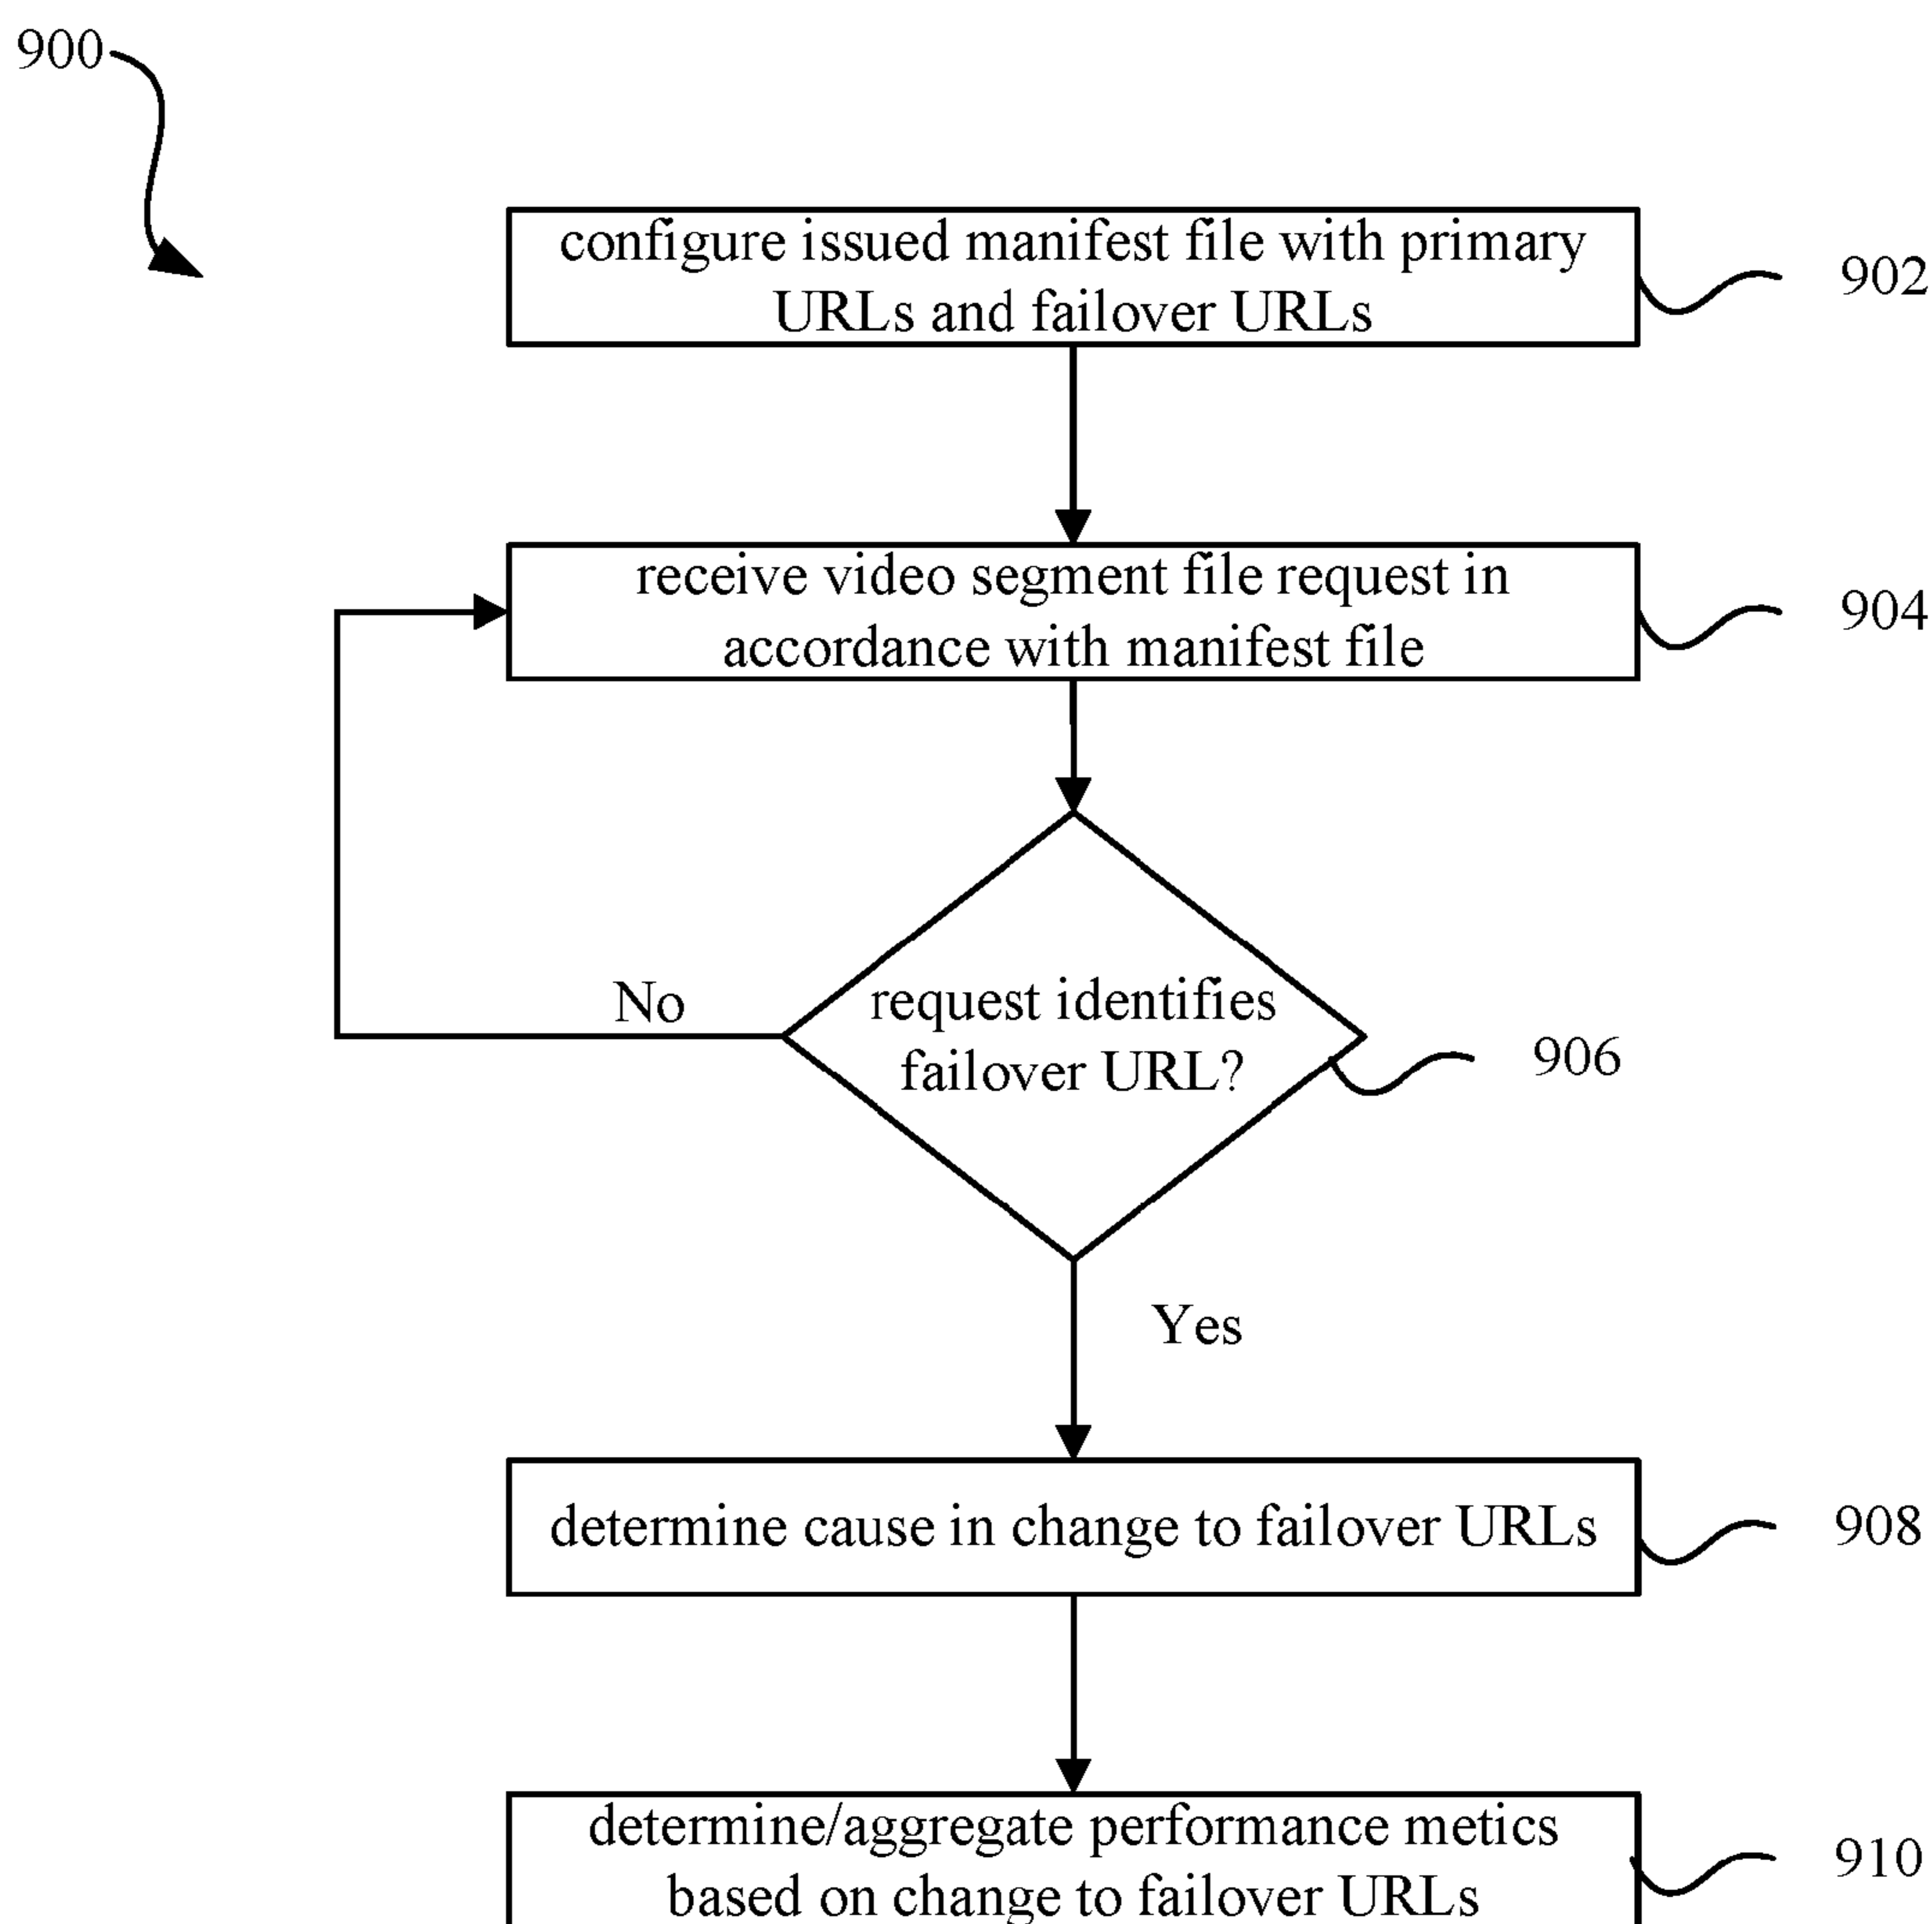 900
configure issued manifest file with primary
URLs and failover URLs
902
receive video segment file request in
accordance with manifest file
904
request identifies
failover URL?
906
No
Yes
determine cause in change to failover URLs
908
determine/aggregate performance metics
based on change to failover URLs
910